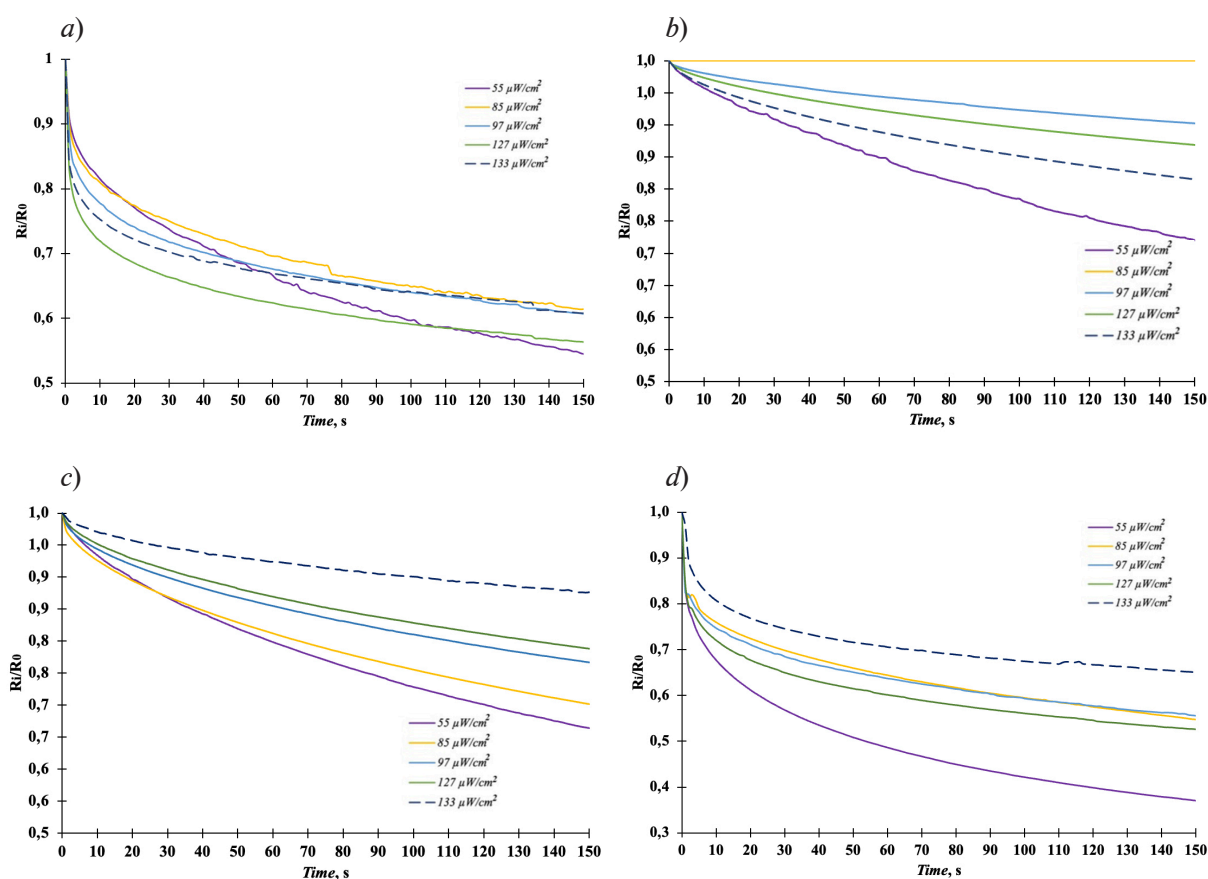 a)
1
0,9
0,8
0,7
0,6
0,5
Ri/R0
0 10 20 30 40 50 60 70 80 90 100 110 120 130 140 150
Time, s
55 µW/cm²
85 µW/cm²
97 µW/cm²
127 µW/cm²
133 µW/cm²
b)
1,0
1,0
0,9
0,9
0,8
0,8
0,7
0,7
0,6
0,6
0,5
Ri/R0
0 10 20 30 40 50 60 70 80 90 100 110 120 130 140 150
Time, s
55 µW/cm²
85 µW/cm²
97 µW/cm²
127 µW/cm²
133 µW/cm²
c)
1,0
1,0
0,9
0,9
0,8
0,8
0,7
0,7
0,6
0,6
0,5
Ri/R0
0 10 20 30 40 50 60 70 80 90 100 110 120 130 140 150
Time, s
55 µW/cm²
85 µW/cm²
97 µW/cm²
127 µW/cm²
133 µW/cm²
d)
1,0
0,9
0,8
0,7
0,6
0,5
0,4
0,3
Ri/R0
0 10 20 30 40 50 60 70 80 90 100 110 120 130 140 150
Time, s
55 µW/cm²
85 µW/cm²
97 µW/cm²
127 µW/cm²
133 µW/cm²